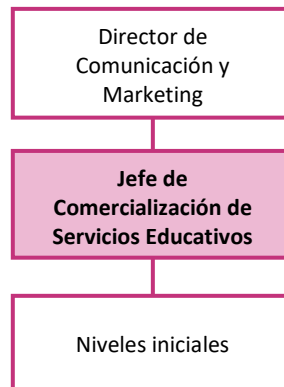 Director de
Comunicación y
Marketing
Jefe de
Comercialización de
Servicios Educativos
Niveles iniciales